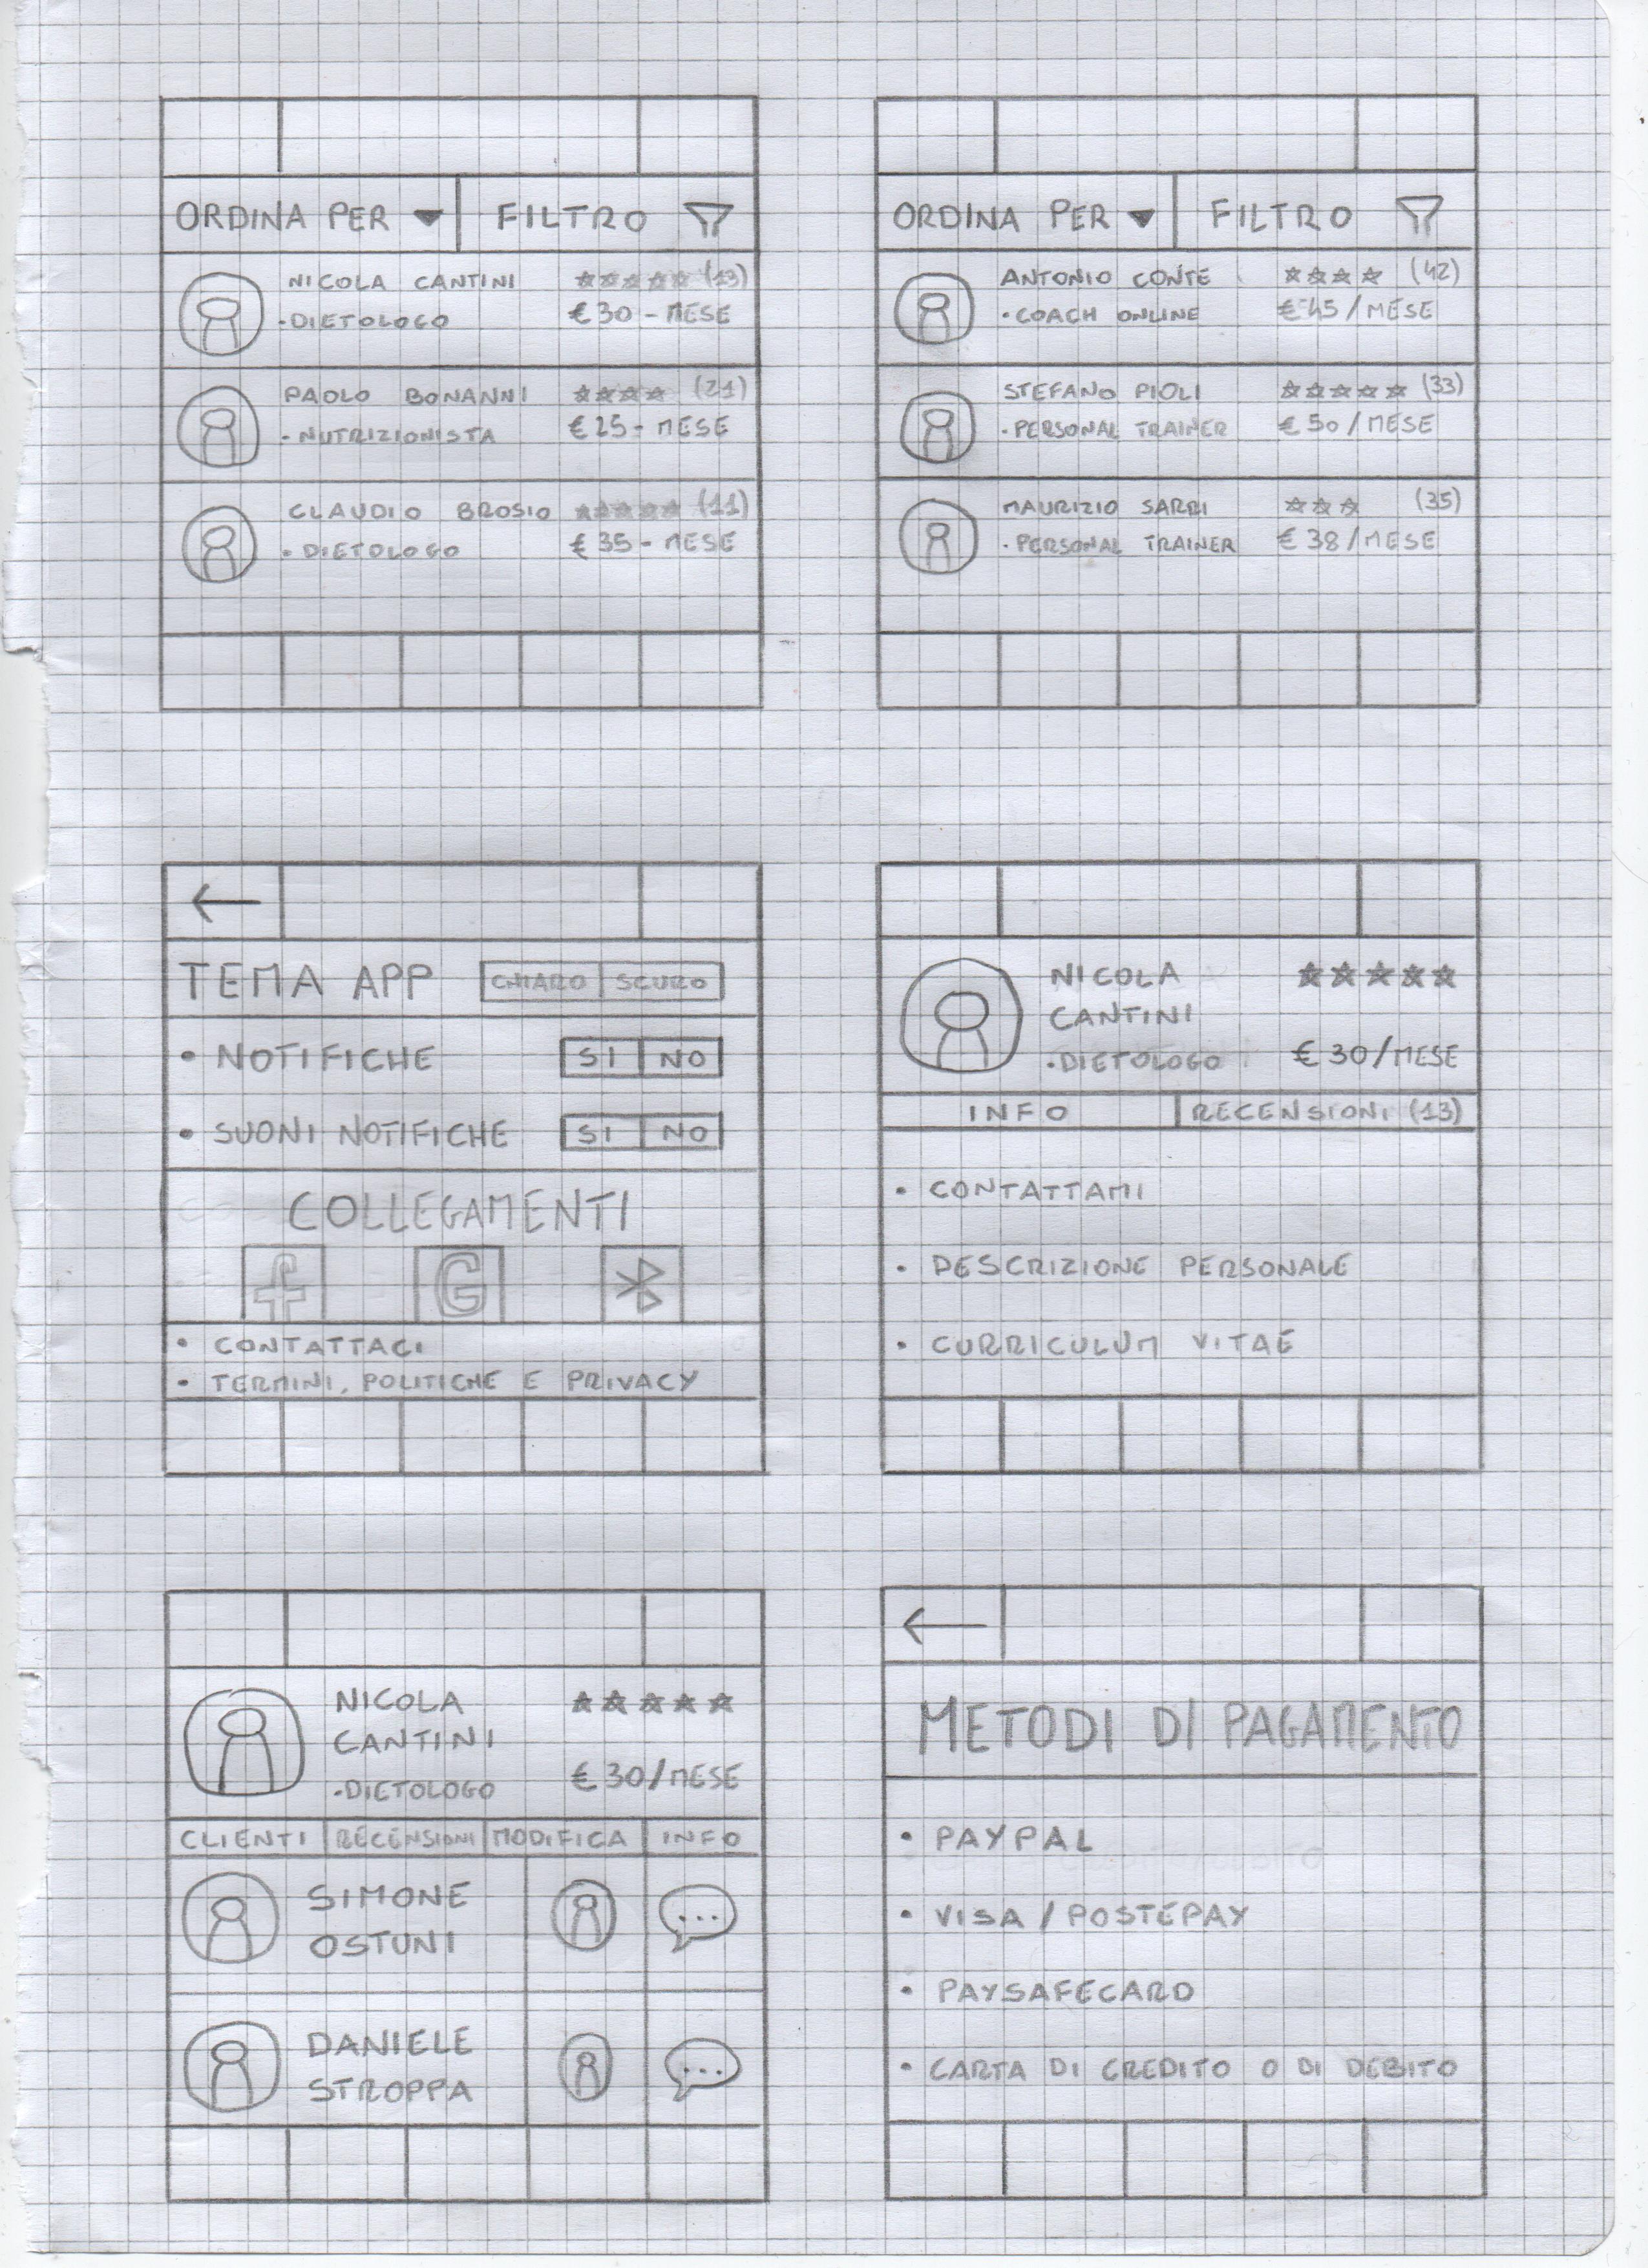 ORDINA PER FILTRO
NICOLA CANTINI (13)
•DIETOLOGO €30 - MESE
PAOLO BONANNI (21)
•NUTRIZIONISTA €25 - MESE
CLAUDIO BROSIO (11)
•DIETOLOGO €35 - MESE
ORDINA PER FILTRO
ANTONIO CONTE (42)
•COACH ONLINE €45/MESE
STEFANO PIOLI (33)
•PERSONAL TRAINER €50/MESE
MAURIZIO SARRI (35)
•PERSONAL TRAINER €38/MESE
TEMA APP CHIARO SCURO
• NOTIFICHE SI NO
• SUONI NOTIFICHE SI NO
COLLEGAMENTI
f G
• CONTATTACI
• TERMINI, POLITICHE E PRIVACY
NICOLA
CANTINI
•DIETOLOGO €30/MESE
INFO RECENSIONI (13)
• CONTATTAMI
• DESCRIZIONE PERSONALE
• CURRICULUM VITAE
NICOLA
CANTINI
•DIETOLOGO €30/MESE
CLIENTI RECENSIONI MODIFICA INFO
SIMONE
OSTUNI
DANIELE
STROPPA
METODI DI PAGAMENTO
• PAYPAL
• VISA / POSTEPAY
• PAYSAFECARD
• CARTA DI CREDITO O DI DEBITO